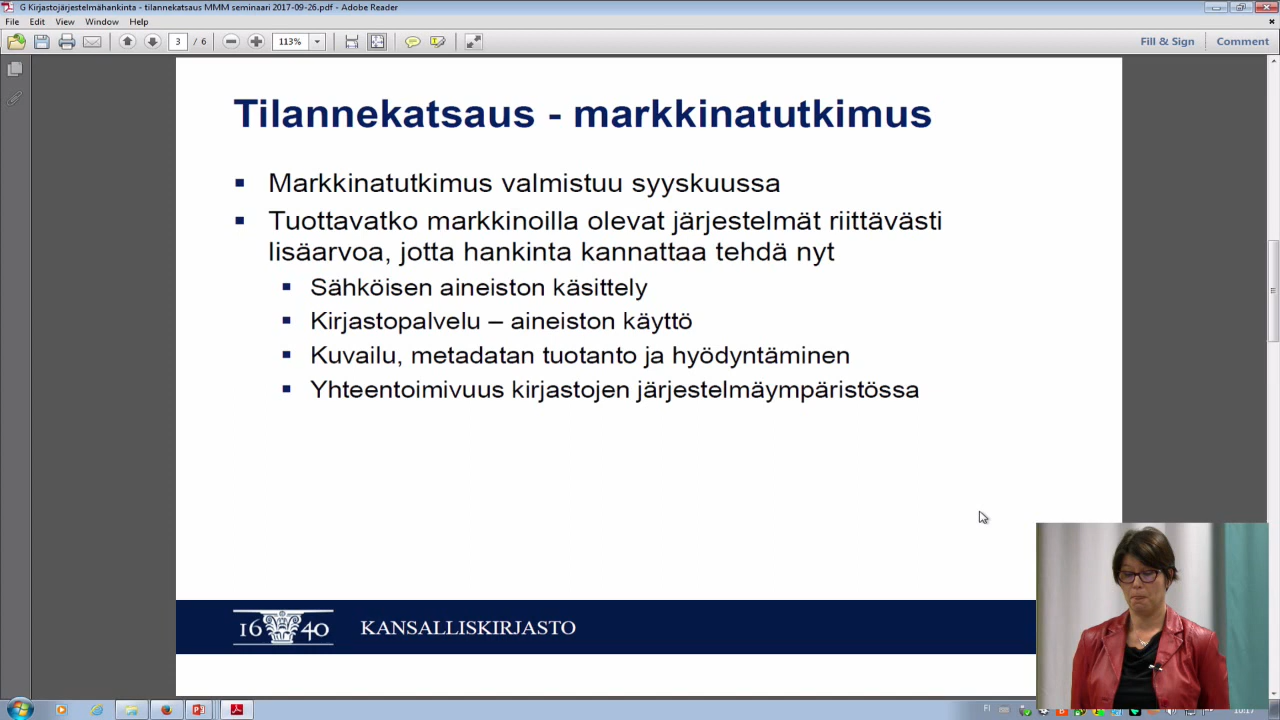 G Kirjastojärjestelmähankinta - tilannekatsaus MMM seminaari 2017-09-26.pdf - Adobe Reader
File Edit View Window Help
3 / 6 113% Fill & Sign Comment
Tilannekatsaus - markkinatutkimus
Markkinatutkimus valmistuu syyskuussa
Tuottavatko markkinoilla olevat järjestelmät riittävästi
lisäarvoa, jotta hankinta kannattaa tehdä nyt
Sähköisen aineiston käsittely
Kirjastopalvelu – aineiston käyttö
Kuvailu, metadatan tuotanto ja hyödyntäminen
Yhteentoimivuus kirjastojen järjestelmäympäristössa
16 40 KANSALLISKIRJASTO
FI